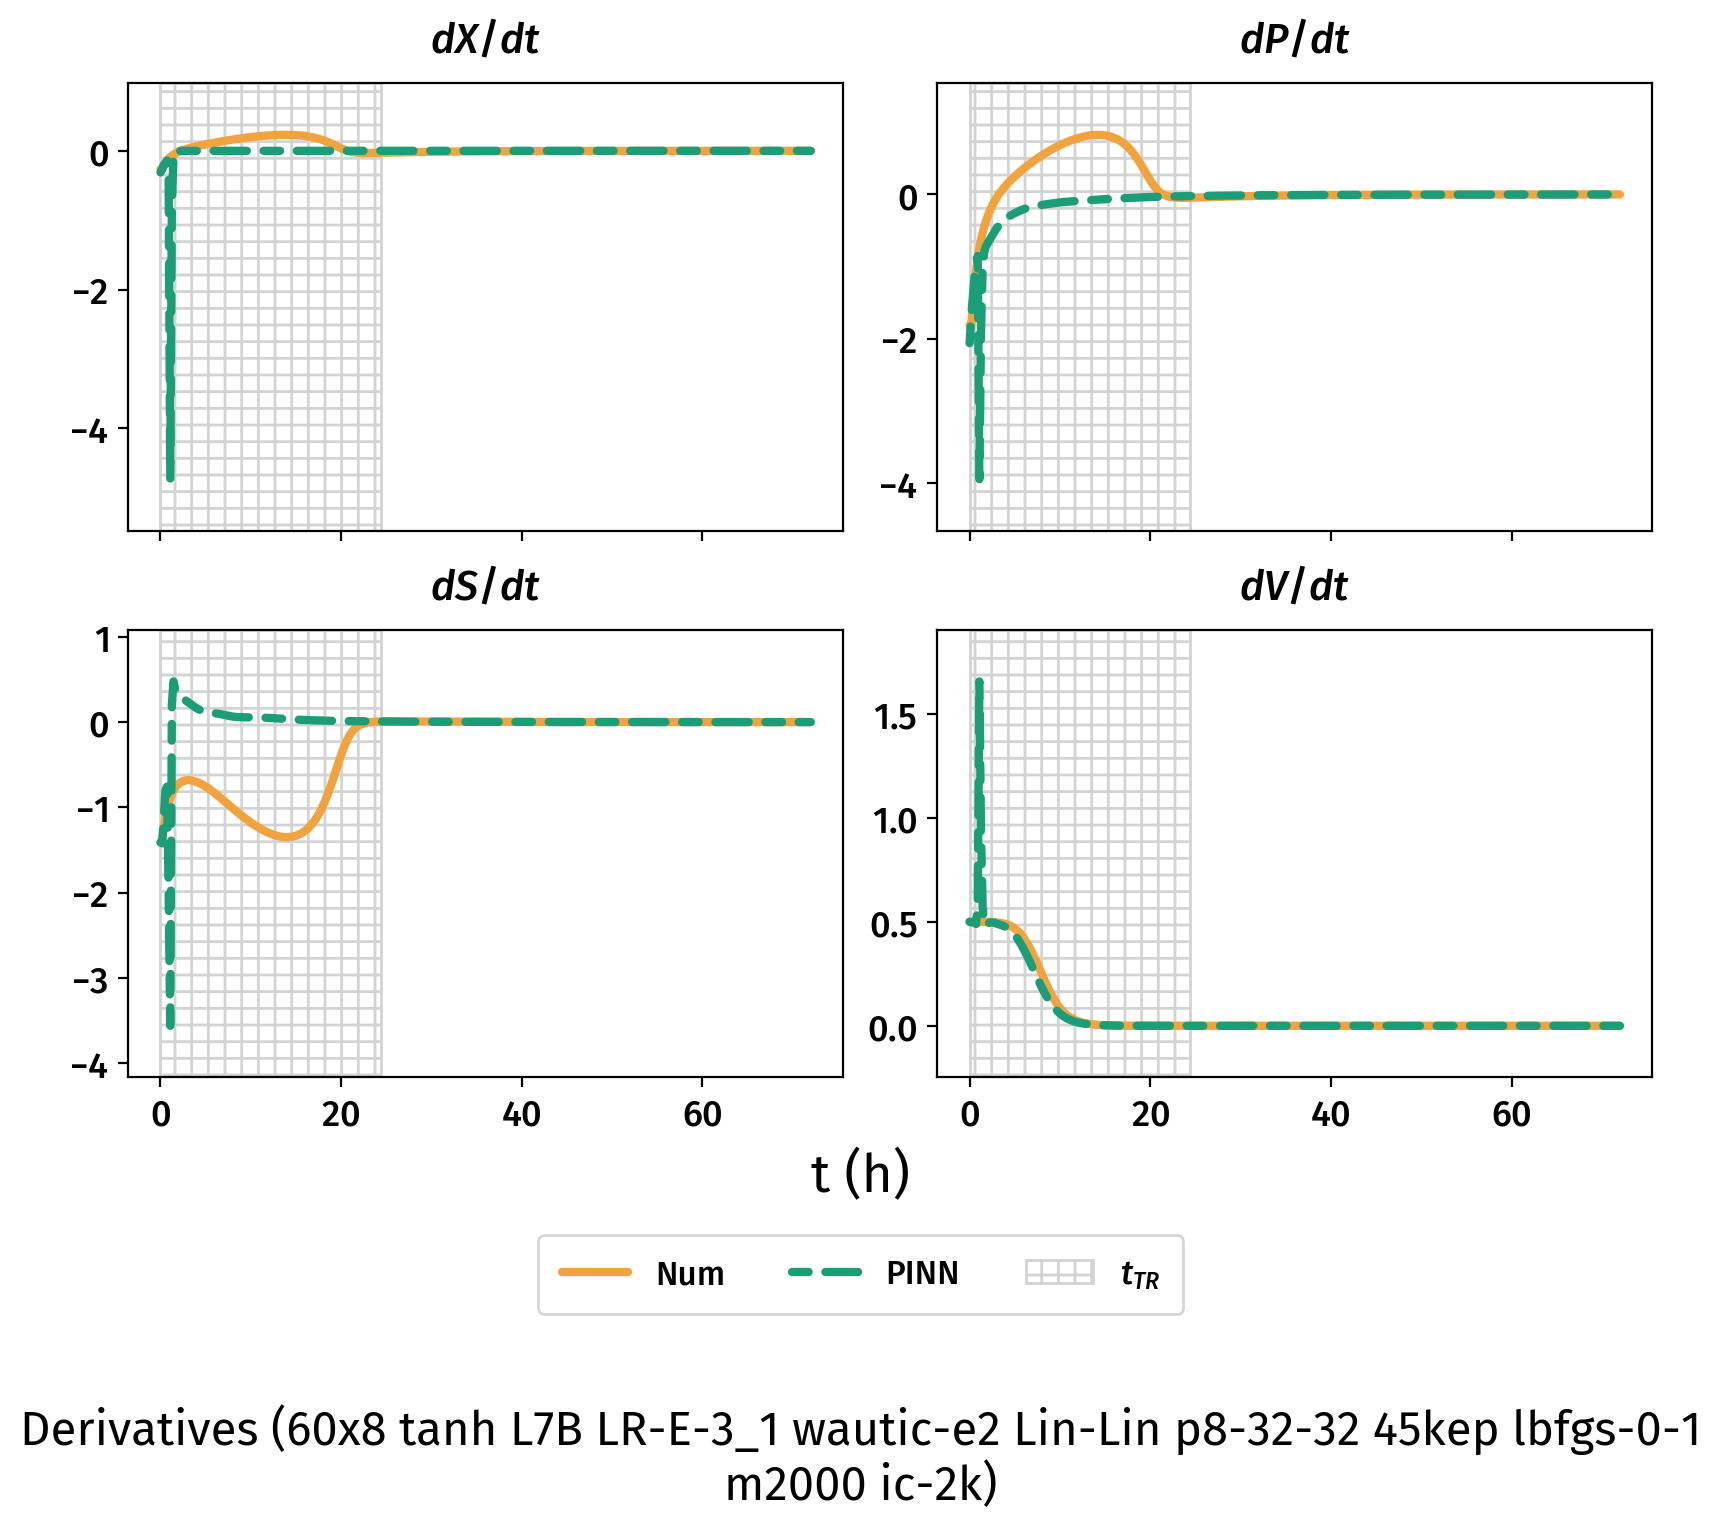 dX/dt
dP/dt
0
−2
−4
0
−2
−4
dS/dt
dV/dt
1
0
−1
−2
−3
−4
1.5
1.0
0.5
0.0
0 20 40 60
0 20 40 60
t (h)
Num PINN tTR
Derivatives (60x8 tanh L7B LR-E-3_1 wautic-e2 Lin-Lin p8-32-32 45kep lbfgs-0-1
m2000 ic-2k)